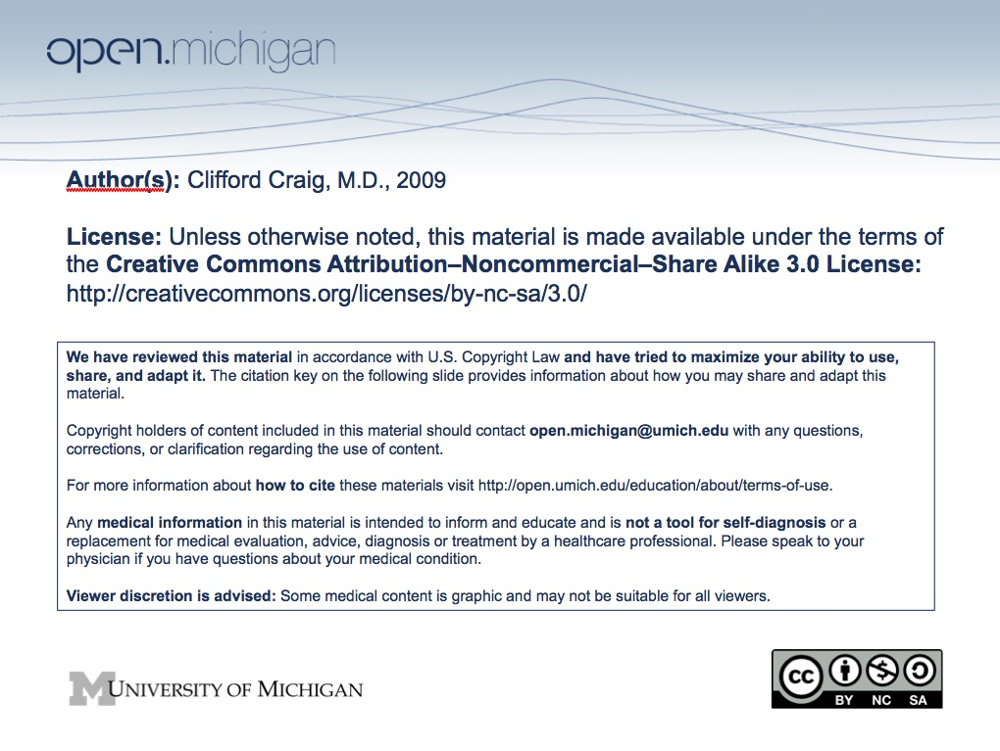 open.michigan
Author(s): Clifford Craig, M.D., 2009
License: Unless otherwise noted, this material is made available under the terms of
the Creative Commons Attribution–Noncommercial–Share Alike 3.0 License:
http://creativecommons.org/licenses/by-nc-sa/3.0/
We have reviewed this material in accordance with U.S. Copyright Law and have tried to maximize your ability to use,
share, and adapt it. The citation key on the following slide provides information about how you may share and adapt this
material.
Copyright holders of content included in this material should contact open.michigan@umich.edu with any questions,
corrections, or clarification regarding the use of content.
For more information about how to cite these materials visit http://open.umich.edu/education/about/terms-of-use.
Any medical information in this material is intended to inform and educate and is not a tool for self-diagnosis or a
replacement for medical evaluation, advice, diagnosis or treatment by a healthcare professional. Please speak to your
physician if you have questions about your medical condition.
Viewer discretion is advised: Some medical content is graphic and may not be suitable for all viewers.
M UNIVERSITY OF MICHIGAN
cc $
BY NC SA